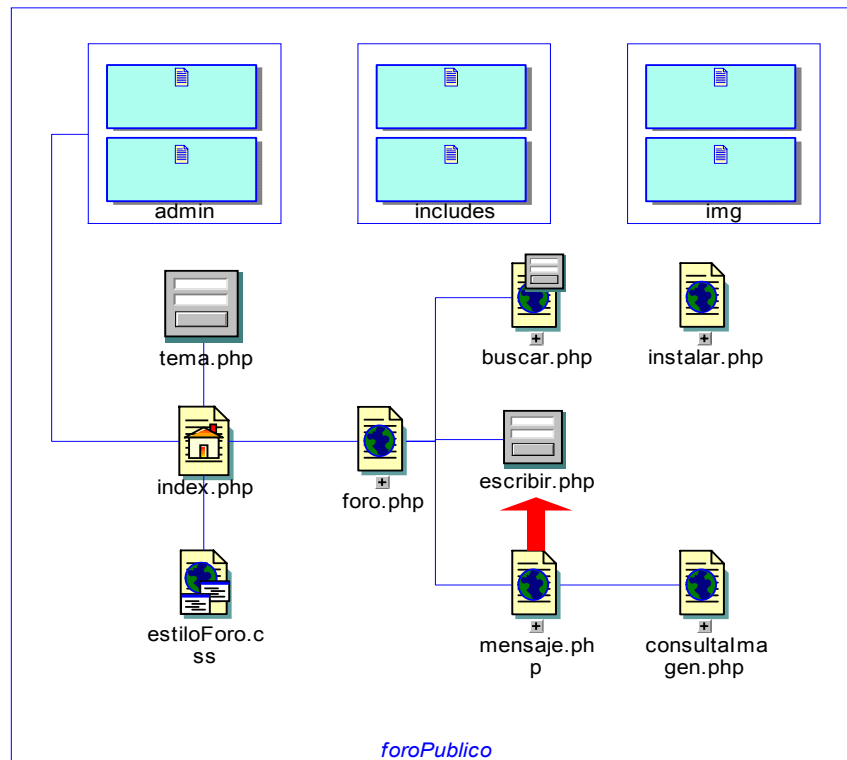 admin
includes
img
tema.php
buscar.php
instalar.php
index.php
foro.php
escribir.php
estiloForo.c
ss
mensaje.ph
p
consultaIma
gen.php
foroPublico